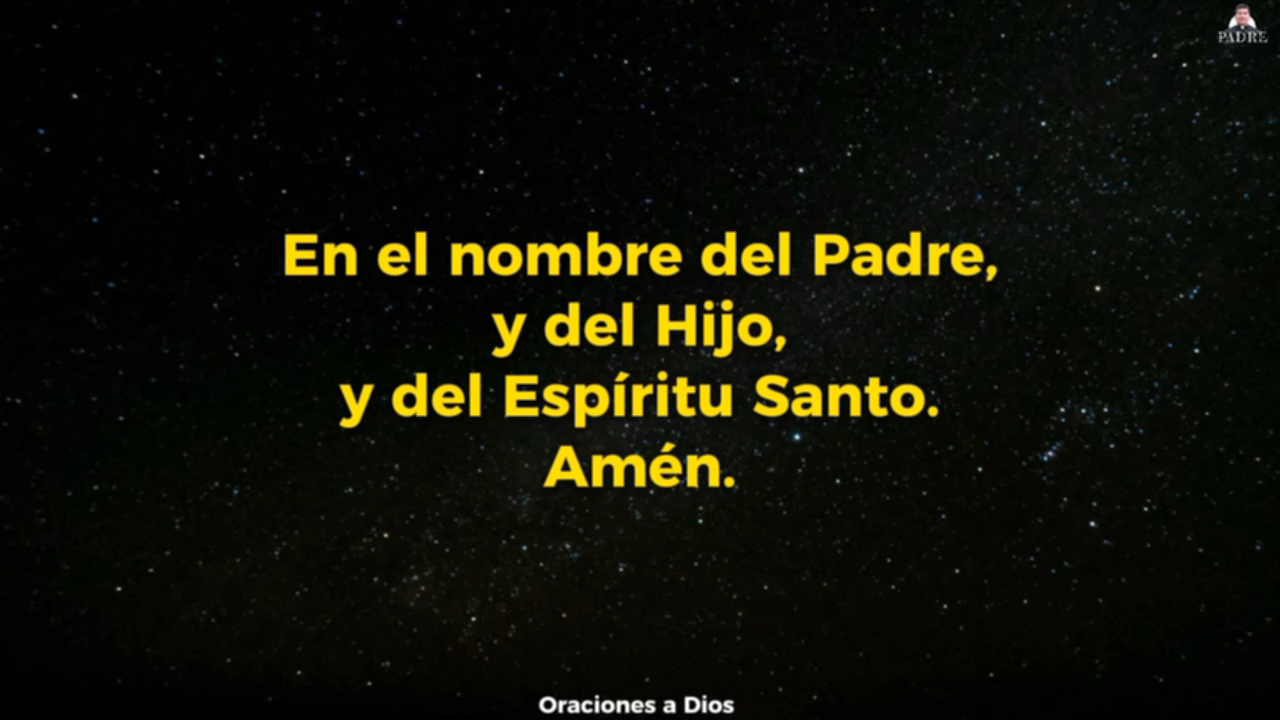 PADRE
En el nombre del Padre,
y del Hijo,
y del Espíritu Santo.
Amén.
Oraciones a Dios